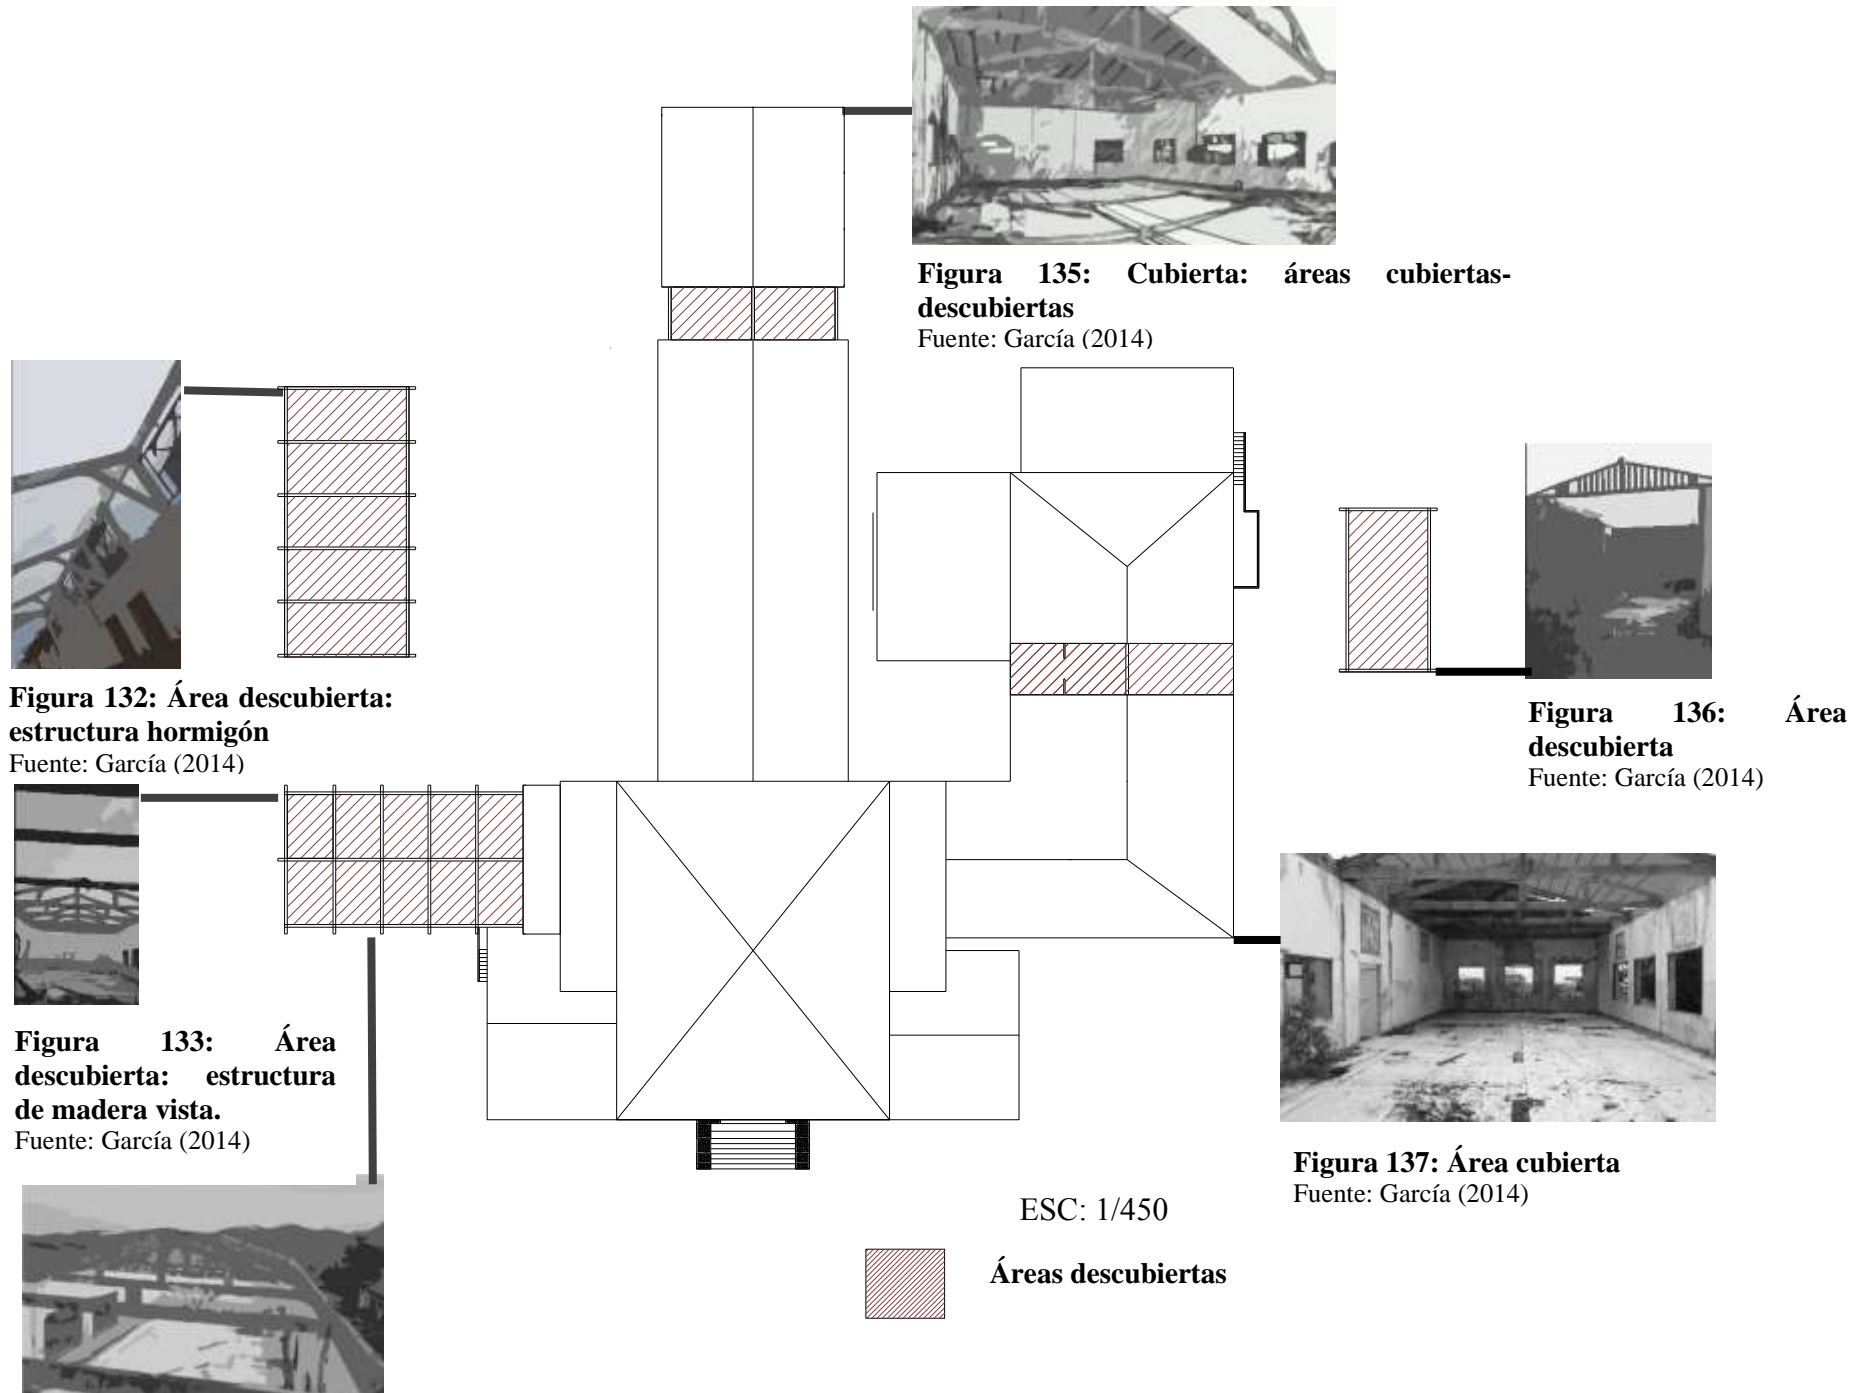 Figura 135: Cubierta: áreas cubiertas-
descubiertas
Fuente: García (2014)
Figura 132: Área descubierta:
estructura hormigón
Fuente: García (2014)
Figura 136: Área
descubierta
Fuente: García (2014)
Figura 133: Área
descubierta: estructura
de madera vista.
Fuente: García (2014)
Figura 137: Área cubierta
Fuente: García (2014)
ESC: 1/450
Áreas descubiertas